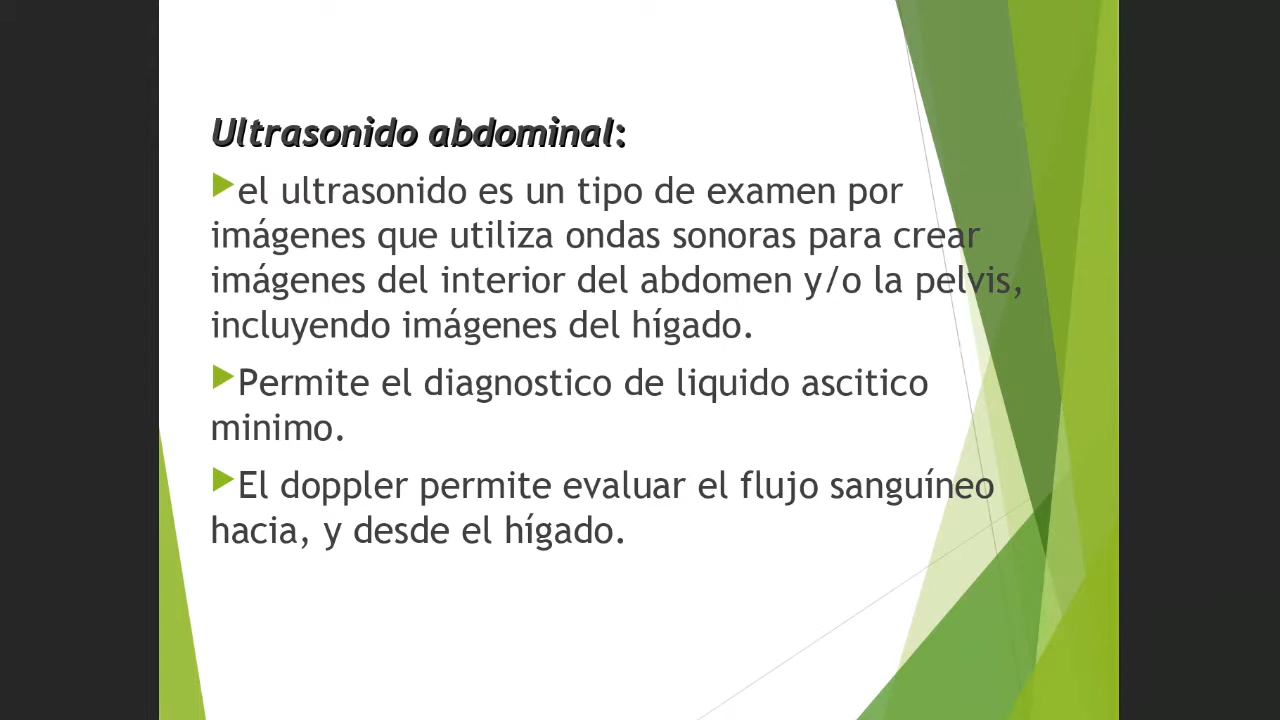 Ultrasonido abdominal:
el ultrasonido es un tipo de examen por
imágenes que utiliza ondas sonoras para crear
imágenes del interior del abdomen y/o la pelvis,
incluyendo imágenes del hígado.
Permite el diagnostico de liquido ascitico
minimo.
El doppler permite evaluar el flujo sanguíneo
hacia, y desde el hígado.